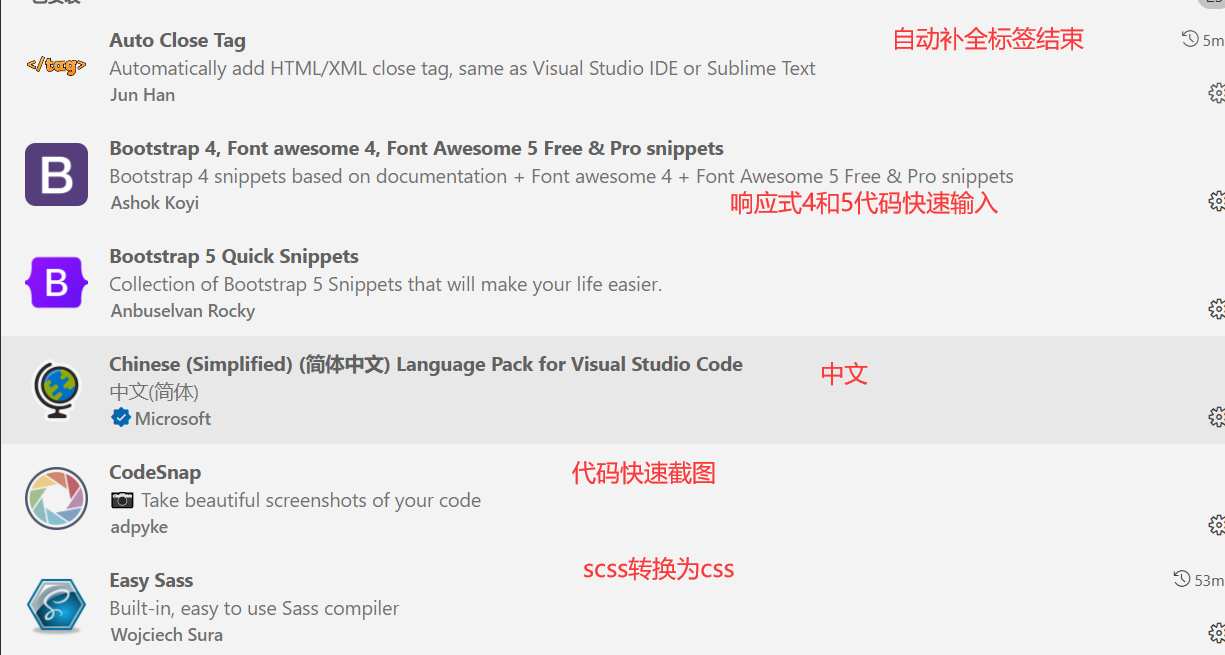 自动补全标签结束
Auto Close Tag
5m
</tag>
Automatically add HTML/XML close tag, same as Visual Studio IDE or Sublime Text
Jun Han
Bootstrap 4, Font awesome 4, Font Awesome 5 Free & Pro snippets
B
Bootstrap 4 snippets based on documentation + Font awesome 4 + Font Awesome 5 Free & Pro snippets
Ashok Koyi
响应式4和5代码快速输入
Bootstrap 5 Quick Snippets
B
Collection of Bootstrap 5 Snippets that will make your life easier.
Anbuselvan Rocky
Chinese (Simplified) (简体中文) Language Pack for Visual Studio Code
中文
中文(简体)
Microsoft
CodeSnap
代码快速截图
Take beautiful screenshots of your code
adpyke
scss转换为css
Easy Sass
53m
Built-in, easy to use Sass compiler
Wojciech Sura